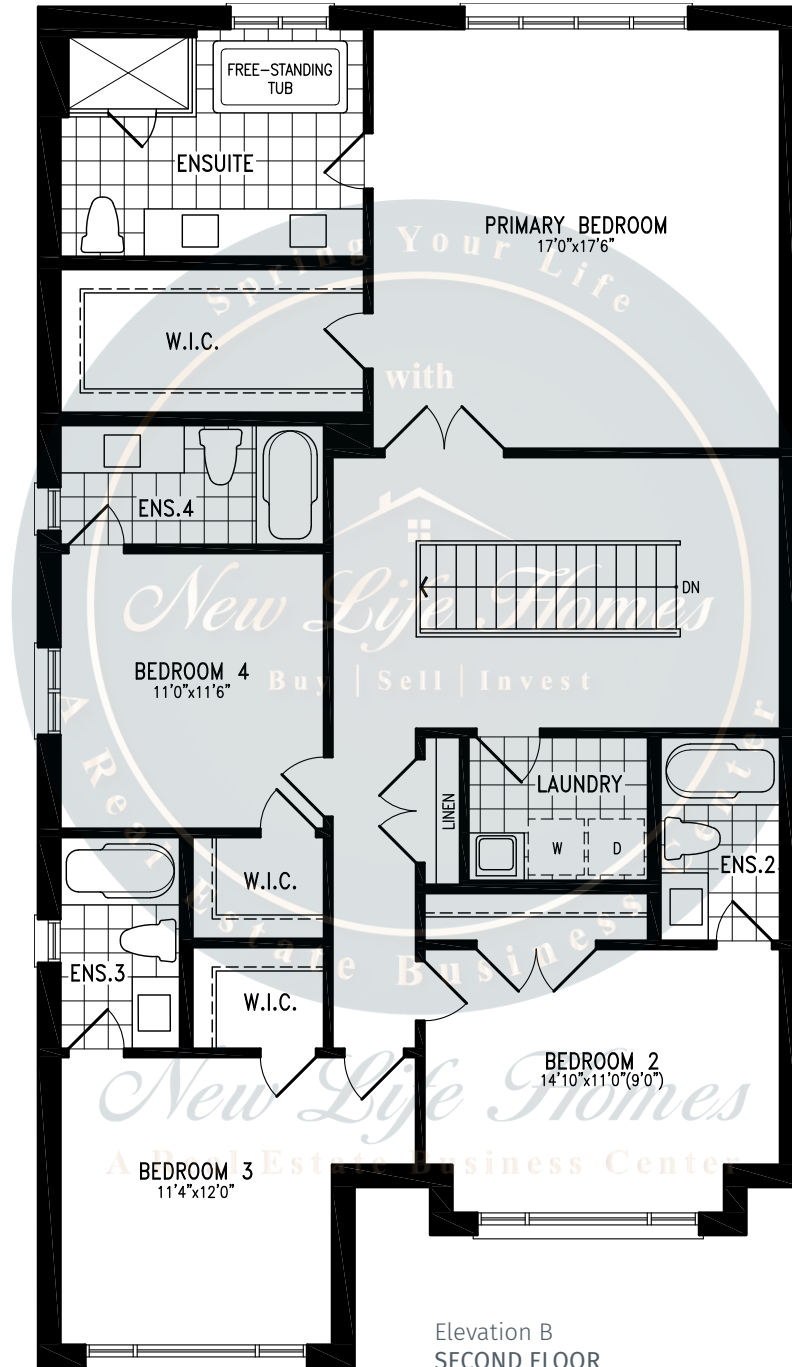 FREE-STANDING
TUB
ENSUITE
PRIMARY BEDROOM
17'0"x17'6"
Spring Your Life
W.I.C.
with
ENS.4
DN
New Life Homes
BEDROOM 4
11'0"x11'6"
Buy | Sell | Invest
A Real Estate Business Center
LAUNDRY
LINEN
W
D
W.I.C.
ENS.2
ENS.3
W.I.C.
BEDROOM 2
14'10"x11'0"(9'0")
New Life Homes
A Real Estate Business Center
BEDROOM 3
11'4"x12'0"
Elevation B
SECOND FLOOR